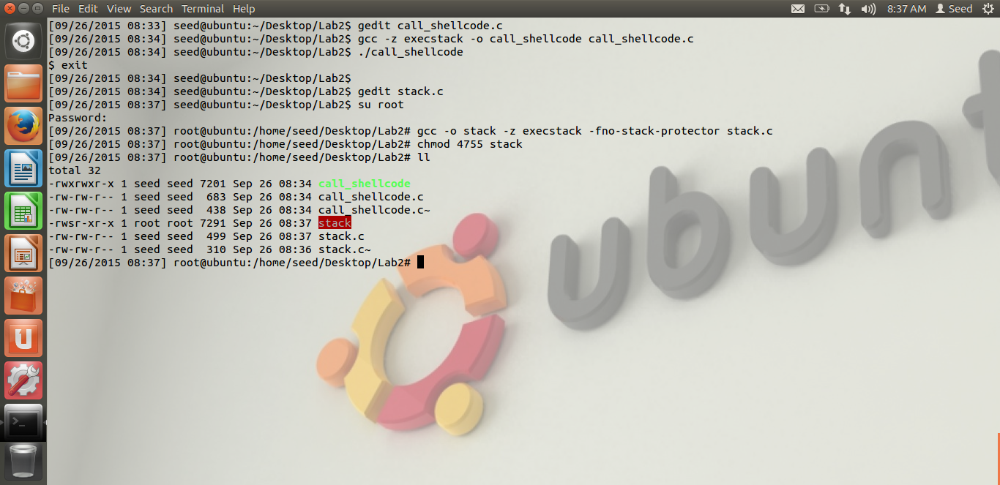 File Edit View Search Terminal Help 8:37 AM Seed
[09/26/2015 08:33] seed@ubuntu:~/Desktop/Lab2$ gedit call_shellcode.c
[09/26/2015 08:34] seed@ubuntu:~/Desktop/Lab2$ gcc -z execstack -o call_shellcode call_shellcode.c
[09/26/2015 08:34] seed@ubuntu:~/Desktop/Lab2$ ./call_shellcode
$ exit
[09/26/2015 08:34] seed@ubuntu:~/Desktop/Lab2$
[09/26/2015 08:34] seed@ubuntu:~/Desktop/Lab2$ gedit stack.c
[09/26/2015 08:37] seed@ubuntu:~/Desktop/Lab2$ su root
Password:
[09/26/2015 08:37] root@ubuntu:/home/seed/Desktop/Lab2# gcc -o stack -z execstack -fno-stack-protector stack.c
[09/26/2015 08:37] root@ubuntu:/home/seed/Desktop/Lab2# chmod 4755 stack
[09/26/2015 08:37] root@ubuntu:/home/seed/Desktop/Lab2# ll
total 32
-rwxrwxr-x 1 seed seed 7201 Sep 26 08:34 call_shellcode
-rw-rw-r-- 1 seed seed  683 Sep 26 08:34 call_shellcode.c
-rw-rw-r-- 1 seed seed  438 Sep 26 08:34 call_shellcode.c~
-rwsr-xr-x 1 root root 7291 Sep 26 08:37 stack
-rw-rw-r-- 1 seed seed  499 Sep 26 08:37 stack.c
-rw-rw-r-- 1 seed seed  310 Sep 26 08:36 stack.c~
[09/26/2015 08:37] root@ubuntu:/home/seed/Desktop/Lab2#
ubunt